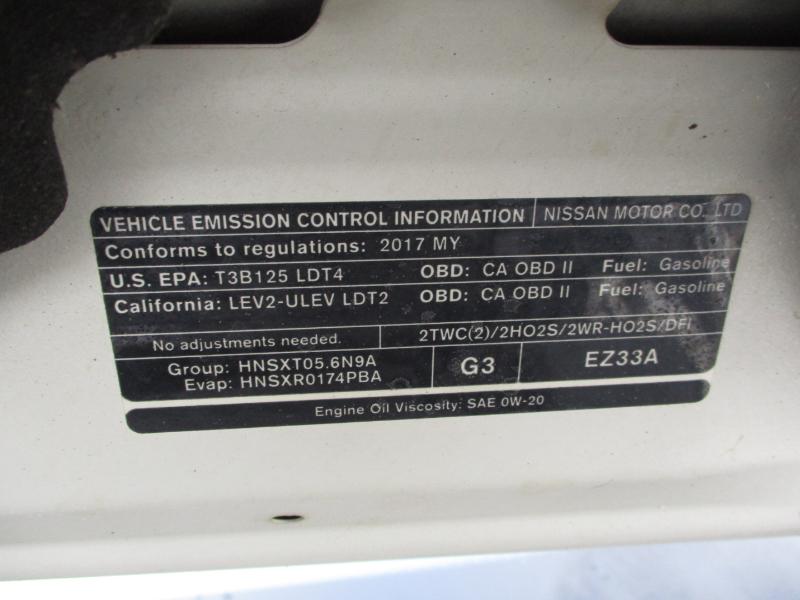 VEHICLE EMISSION CONTROL INFORMATION NISSAN MOTOR CO., LTD
Conforms to regulations: 2017 MY
U.S. EPA: T3B125 LDT4 OBD: CA OBD II Fuel: Gasoline
California: LEV2-ULEV LDT2 OBD: CA OBD II Fuel: Gasoline
No adjustments needed. 2TWC(2)/2HO2S/2WR-HO2S/DFI
Group: HNSXT05.6N9A G3 EZ33A
Evap: HNSXR0174PBA
Engine Oil Viscosity: SAE 0W-20